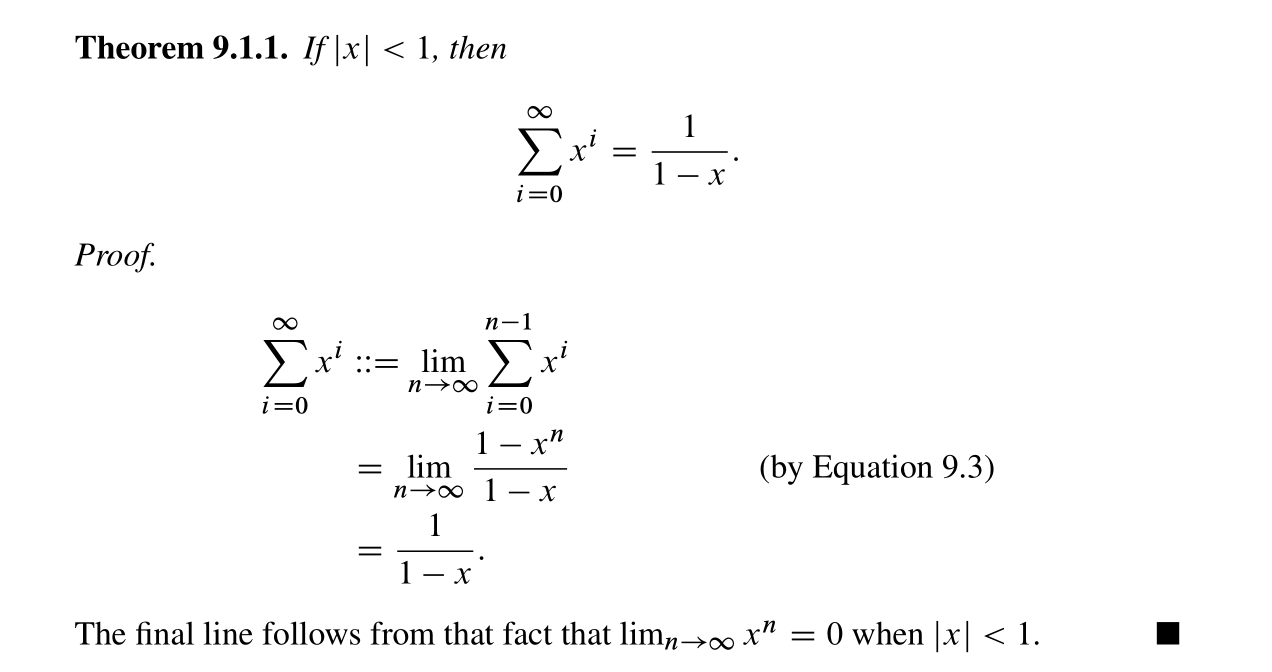 Theorem 9.1.1. If |x| < 1, then
∑_{i=0}^{∞} x^i = 1/(1 − x).
Proof.
∑_{i=0}^{∞} x^i ::= lim_{n→∞} ∑_{i=0}^{n−1} x^i
= lim_{n→∞} (1 − x^n)/(1 − x) (by Equation 9.3)
= 1/(1 − x).
The final line follows from that fact that lim_{n→∞} x^n = 0 when |x| < 1. ■